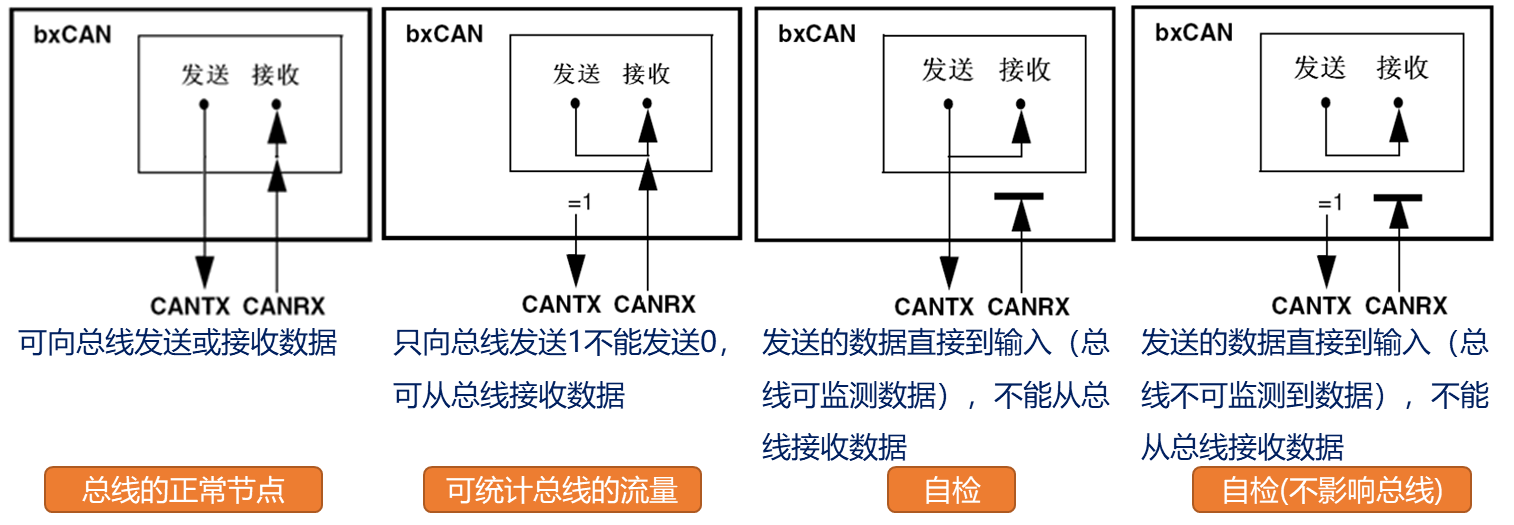 bxCAN
发送 接收
CANTX CANRX
可向总线发送或接收数据
总线的正常节点
bxCAN
发送 接收
=1
CANTX CANRX
只向总线发送1不能发送0，
可从总线接收数据
可统计总线的流量
bxCAN
发送 接收
CANTX CANRX
发送的数据直接到输入（总
线可监测数据），不能从总
线接收数据
自检
bxCAN
发送 接收
=1
CANTX CANRX
发送的数据直接到输入（总
线不可监测到数据），不能
从总线接收数据
自检(不影响总线)